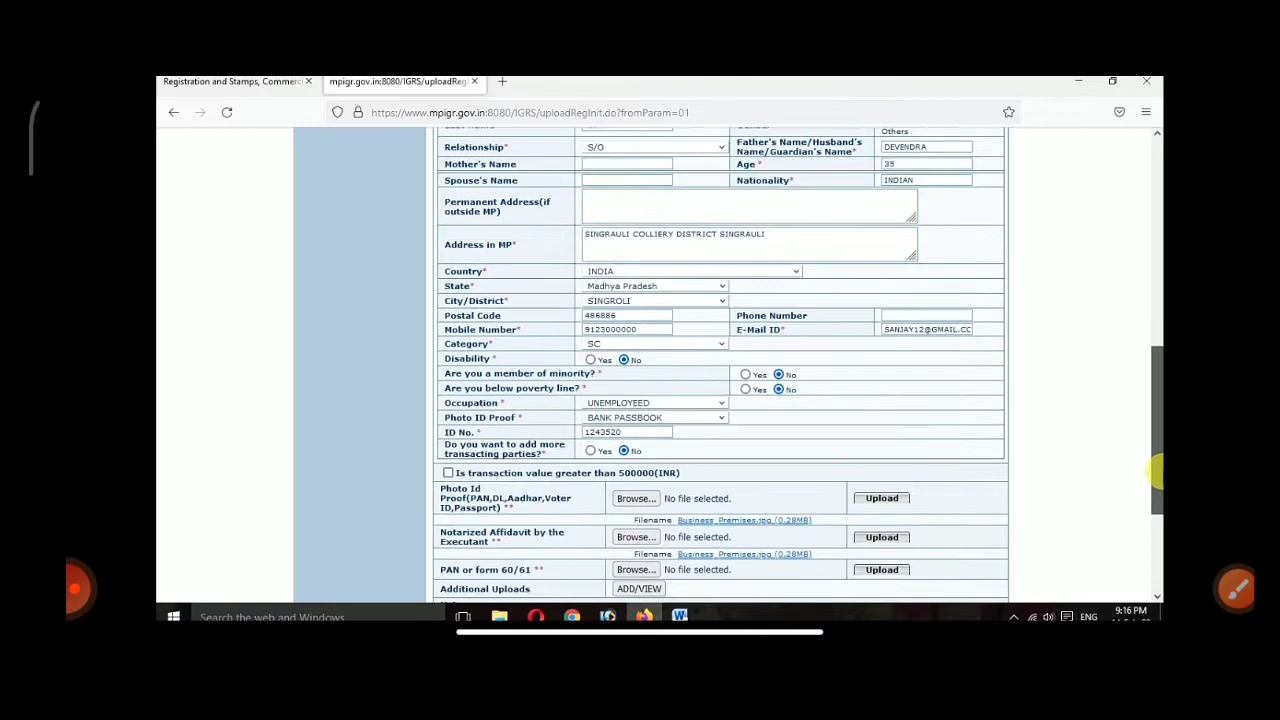 Registration and Stamps, Commerci
mpigr.gov.in:8080/IGRS/uploadReg
https://www.mpigr.gov.in:8080/IGRS/uploadRegInit.do?fromParam=01
Others
Relationship* S/O Father's Name/Husband's Name/Guardian's Name* DEVENDRA
Mother's Name Age * 35
Spouse's Name Nationality* INDIAN
Permanent Address(if outside MP)
Address in MP* SINGRAULI COLLIERY DISTRICT SINGRAULI
Country* INDIA
State* Madhya Pradesh
City/District* SINGROLI
Postal Code 486886 Phone Number
Mobile Number* 9123000000 E-Mail ID* SANJAY12@GMAIL.CC
Category* SC
Disability * Yes No
Are you a member of minority? * Yes No
Are you below poverty line? * Yes No
Occupation * UNEMPLOYEED
Photo ID Proof * BANK PASSBOOK
ID No. * 1243520
Do you want to add more transacting parties?* Yes No
Is transaction value greater than 500000(INR)
Photo Id Proof(PAN,DL,Aadhar,Voter ID,Passport) ** Browse... No file selected. Upload
Filename Business_Premises.jpg (0.28MB)
Notarized Affidavit by the Executant ** Browse... No file selected. Upload
Filename Business_Premises.jpg (0.28MB)
PAN or form 60/61 ** Browse... No file selected. Upload
Additional Uploads ADD/VIEW
Search the web and Windows
ENG
9:16 PM